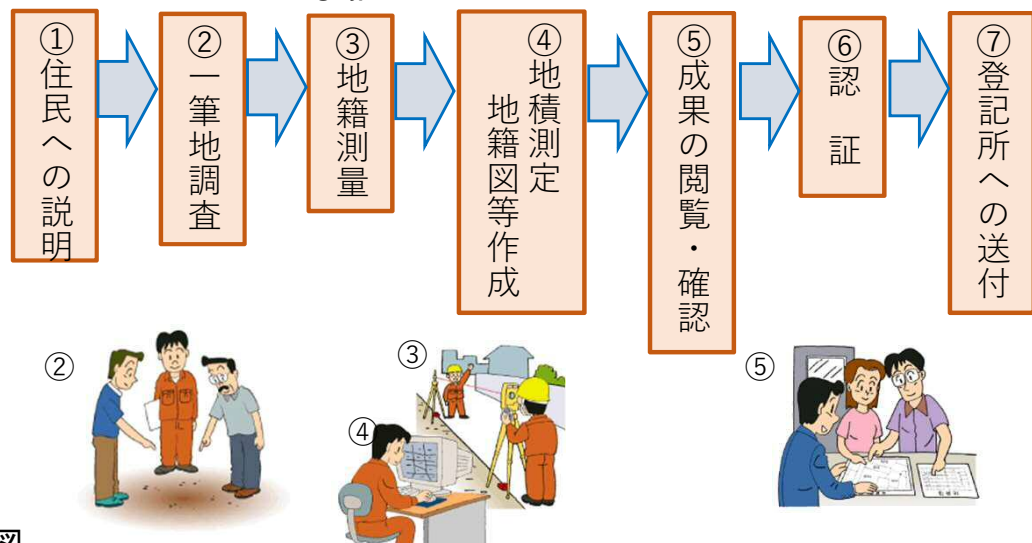 ①住民への説明
②一筆地調査
③地籍測量
④地積測定
地籍図等作成
⑤成果の閲覧・確認
⑥認 証
⑦登記所への送付
②
③
④
⑤
図